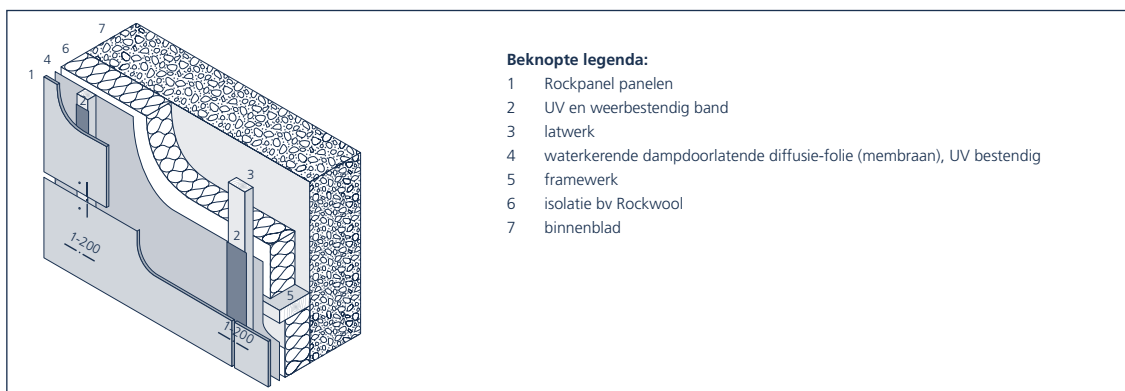 7
6
4
1
2
3
2
1-200
5
1-200
Beknopte legenda:
1 Rockpanel panelen
2 UV en weerbestendig band
3 latwerk
4 waterkerende dampdoorlatende diffusie-folie (membraan), UV bestendig
5 framewerk
6 isolatie bv Rockwool
7 binnenblad